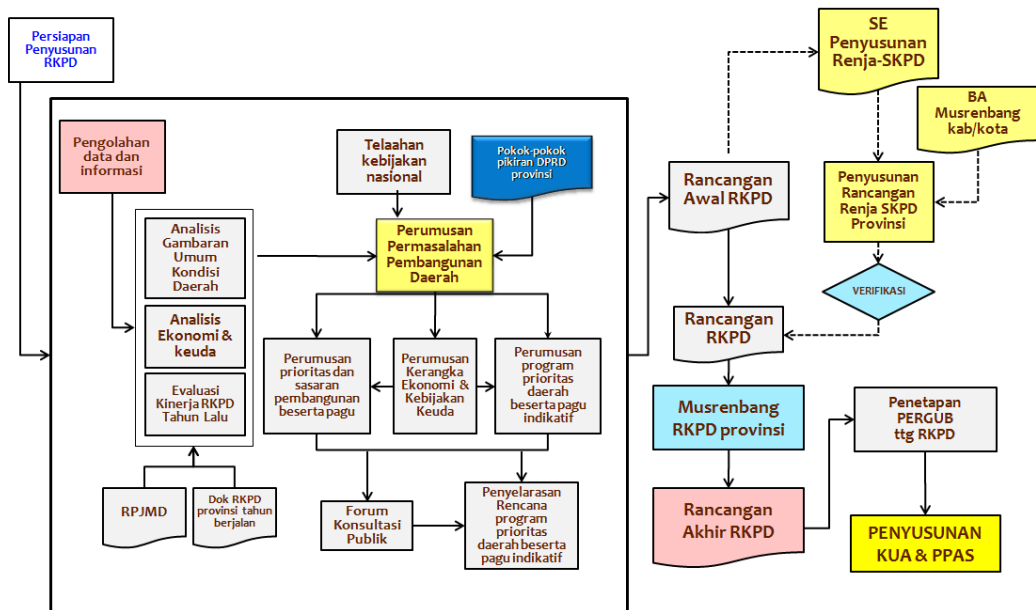 Persiapan
Penyusunan
RKPD
Pengolahan
data dan
informasi
Analisis
Gambaran
Umum
Kondisi
Daerah
Analisis
Ekonomi &
keuda
Evaluasi
Kinerja RKPD
Tahun Lalu
RPJMD
Dok RKPD
provinsi tahun
berjalan
Telaahan
kebijakan
nasional
Pokok-pokok
pikiran DPRD
provinsi
Perumusan
Permasalahan
Pembangunan
Daerah
Perumusan
prioritas dan
sasaran
pembangunan
beserta pagu
Perumusan
Kerangka
Ekonomi &
Kebijakan
Keuda
Perumusan
program
prioritas
daerah
beserta pagu
indikatif
Forum
Konsultasi
Publik
Penyelarasan
Rencana
program
prioritas
daerah beserta
pagu indikatif
Rancangan
Awal RKPD
SE
Penyusunan
Renja-SKPD
BA
Musrenbang
kab/kota
Penyusunan
Rancangan
Renja SKPD
Provinsi
VERIFIKASI
Rancangan
RKPD
Musrenbang
RKPD provinsi
Rancangan
Akhir RKPD
Penetapan
PERGUB
ttg RKPD
PENYUSUNAN
KUA & PPAS